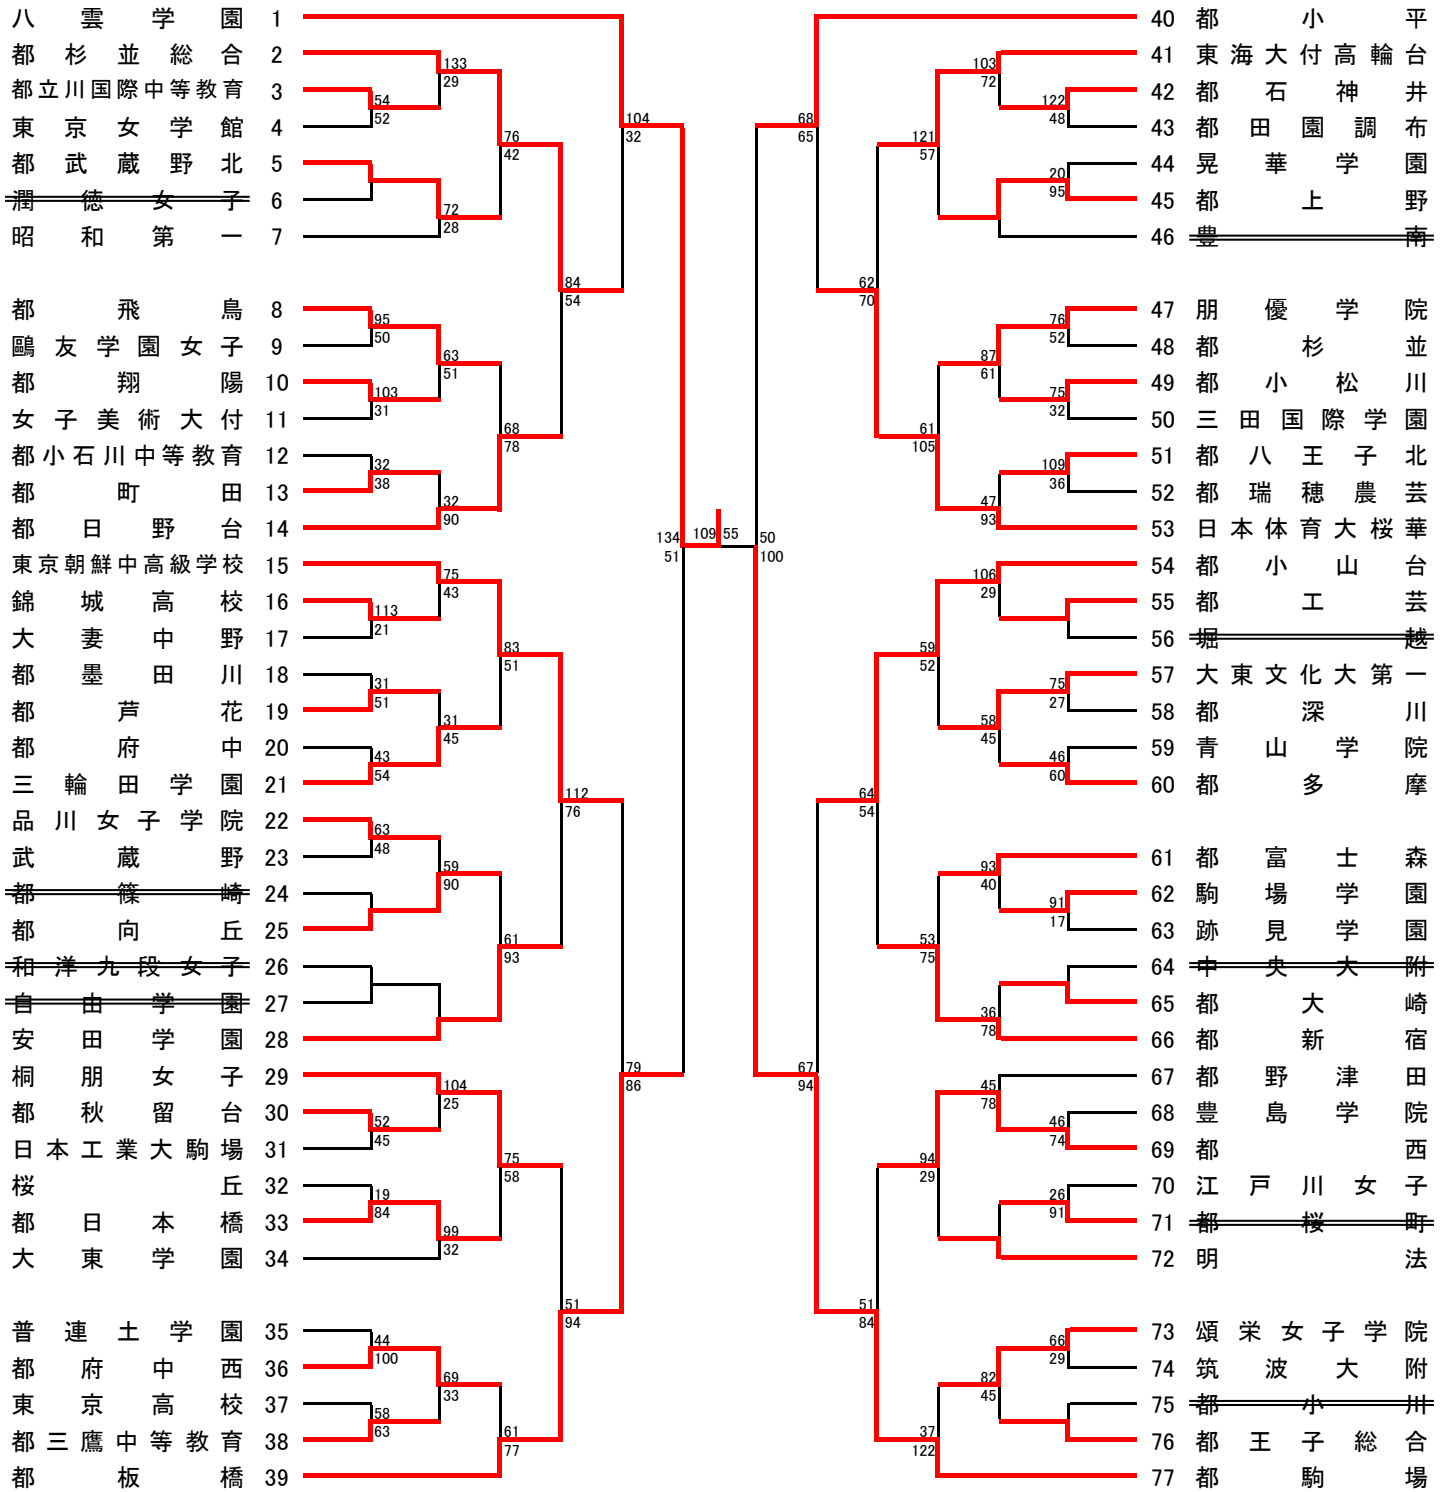 八雲学園 1
都杉並総合 2
都立川国際中等教育 3
東京女学館 4
都武蔵野北 5
潤徳女子 6
昭和第一 7
都飛鳥 8
鷗友学園女子 9
都翔陽 10
女子美術大付 11
都小石川中等教育 12
都町田 13
都日野台 14
東京朝鮮中高級学校 15
錦城高校 16
大妻中野 17
都墨田川 18
都芦花 19
都府中 20
三輪田学園 21
品川女子学院 22
武蔵野 23
都篠崎 24
都向丘 25
和洋九段女子 26
自由学園 27
安田学園 28
桐朋女子 29
都秋留台 30
日本工業大駒場 31
桜丘 32
都日本橋 33
大東学園 34
普連土学園 35
都府中西 36
東京高校 37
都三鷹中等教育 38
都板橋 39
133
29
54
52
76
42
72
28
104
32
84
54
95
50
63
51
103
31
68
78
32
38
32
90
75
43
113
21
83
51
31
51
31
45
43
54
112
76
63
48
59
90
61
93
79
86
104
25
52
45
75
58
19
84
99
32
51
94
44
100
69
33
58
63
61
77
134
51
109 55
50
100
68
65
103
72
122
48
121
57
20
95
62
70
76
52
87
61
75
32
61
105
109
36
47
93
106
29
59
52
75
27
58
45
46
60
64
54
93
40
91
17
53
75
36
78
67
94
45
78
46
74
94
29
26
91
51
84
66
29
82
45
37
122
40 都小平
41 東海大付高輪台
42 都石神井
43 都田園調布
44 晃華学園
45 都上野
46 豊南
47 朋優学院
48 都杉並
49 都小松川
50 三田国際学園
51 都八王子北
52 都瑞穂農芸
53 日本体育大桜華
54 都小山台
55 都工芸
56 堀越
57 大東文化大第一
58 都深川
59 青山学院
60 都多摩
61 都富士森
62 駒場学園
63 跡見学園
64 中央大附
65 都大崎
66 都新宿
67 都野津田
68 豊島学院
69 都西
70 江戸川女子
71 都桜町
72 明法
73 頌栄女子学院
74 筑波大附
75 都小川
76 都王子総合
77 都駒場